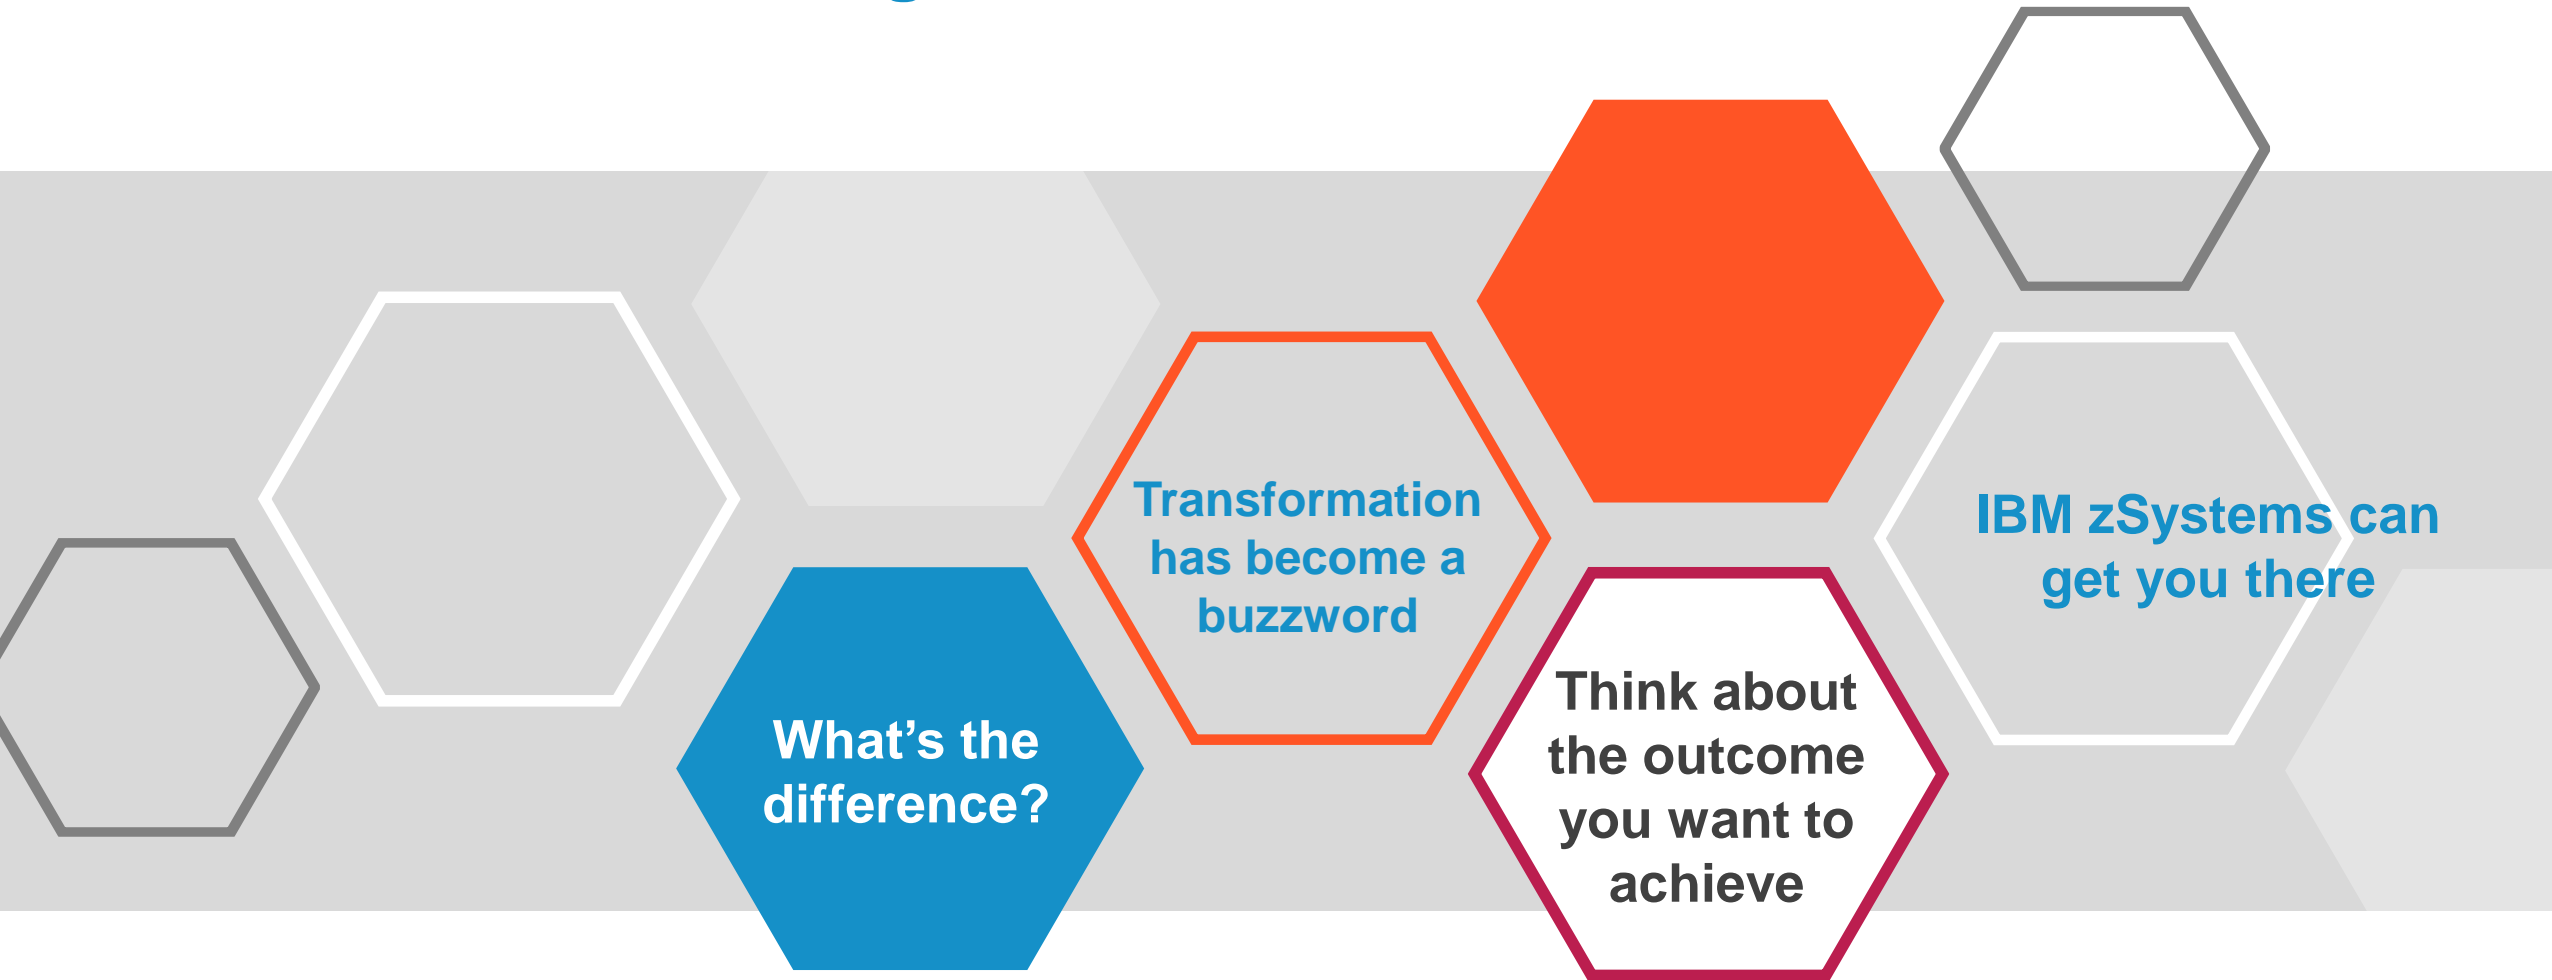 What's the
difference?
Transformation
has become a
buzzword
Think about
the outcome
you want to
achieve
IBM zSystems can
get you there